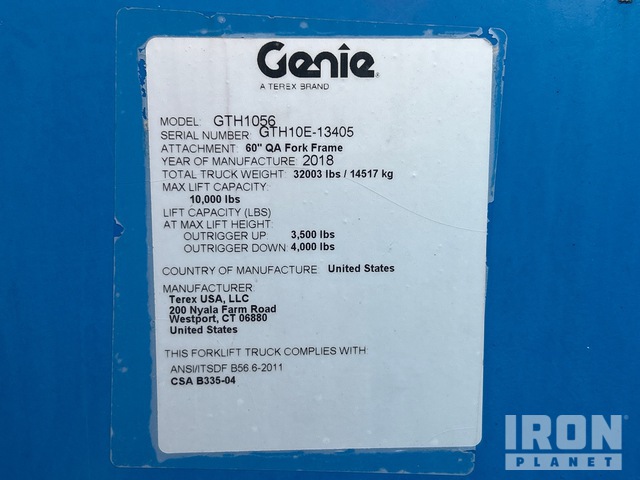 Genie
A TEREX BRAND
MODEL: GTH1056
SERIAL NUMBER: GTH10E-13405
ATTACHMENT: 60" QA Fork Frame
YEAR OF MANUFACTURE: 2018
TOTAL TRUCK WEIGHT: 32003 lbs / 14517 kg
MAX LIFT CAPACITY:
10,000 lbs
LIFT CAPACITY (LBS)
AT MAX LIFT HEIGHT:
OUTRIGGER UP: 3,500 lbs
OUTRIGGER DOWN: 4,000 lbs
COUNTRY OF MANUFACTURE: United States
MANUFACTURER:
Terex USA, LLC
200 Nyala Farm Road
Westport, CT 06880
United States
THIS FORKLIFT TRUCK COMPLIES WITH:
ANSI/ITSDF B56.6-2011
CSA B335-04
IRON
PLANET